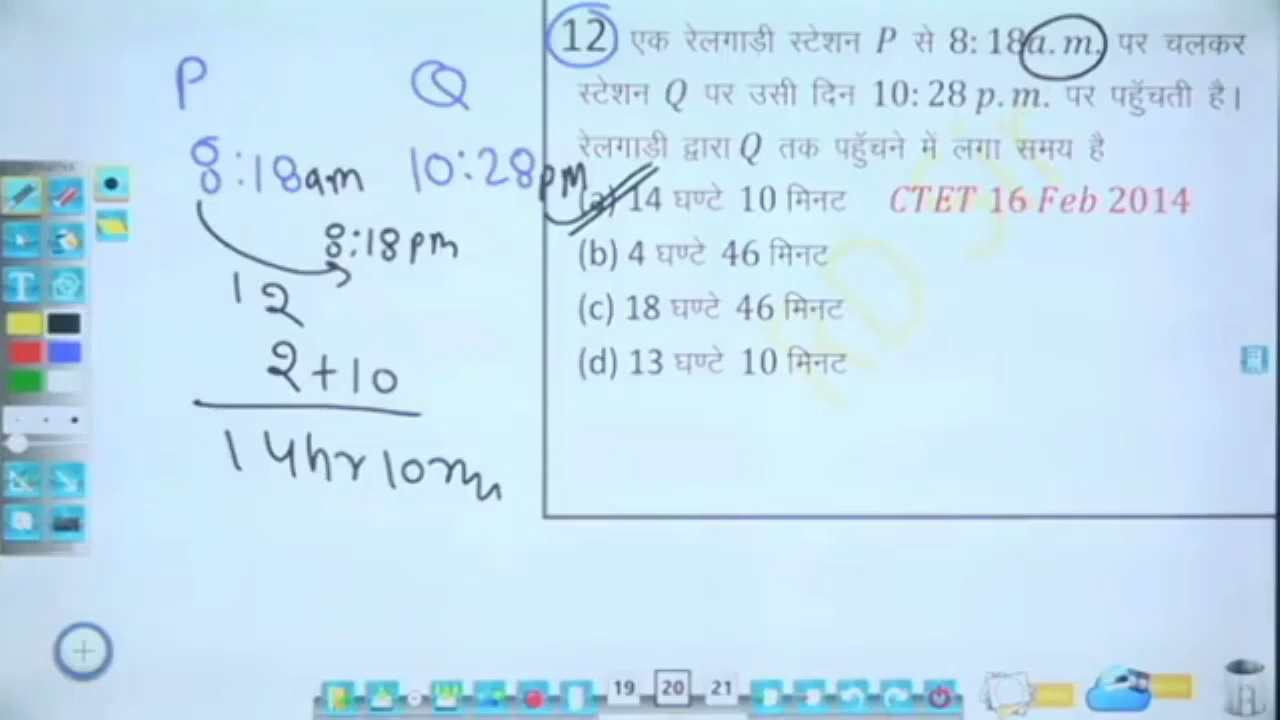 P Q
8:18am 10:28pm
8:18pm
12
2+10
14hr10m
12 एक रेलगाड़ी स्टेशन P से 8:18a.m. पर चलकर
स्टेशन Q पर उसी दिन 10:28 p.m. पर पहुँचती है।
रेलगाड़ी द्वारा Q तक पहुँचने में लगा समय है
(a) 14 घण्टे 10 मिनट CTET 16 Feb 2014
(b) 4 घण्टे 46 मिनट
(c) 18 घण्टे 46 मिनट
(d) 13 घण्टे 10 मिनट
19 20 21